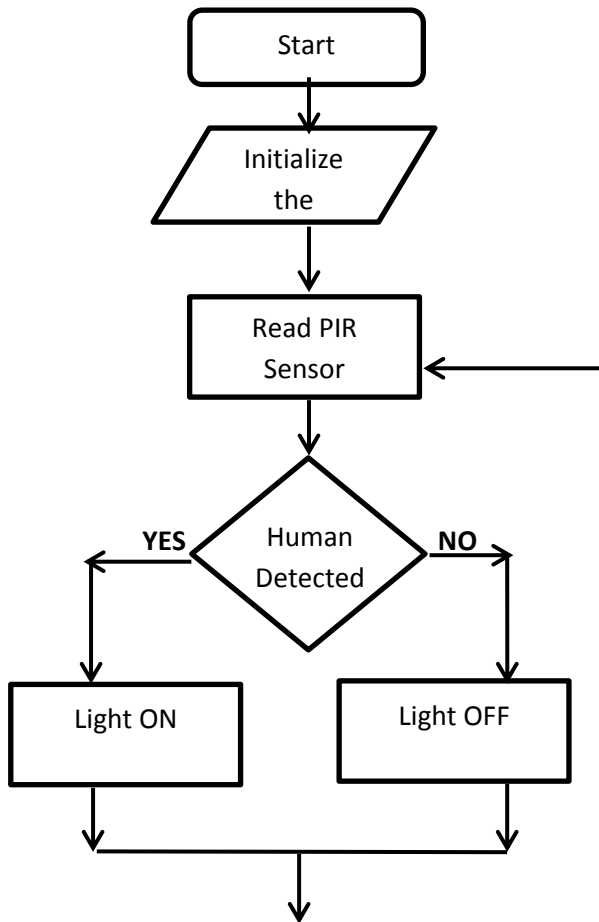 Start
Initialize
the
Read PIR
Sensor
YES
Human
Detected
NO
Light ON
Light OFF